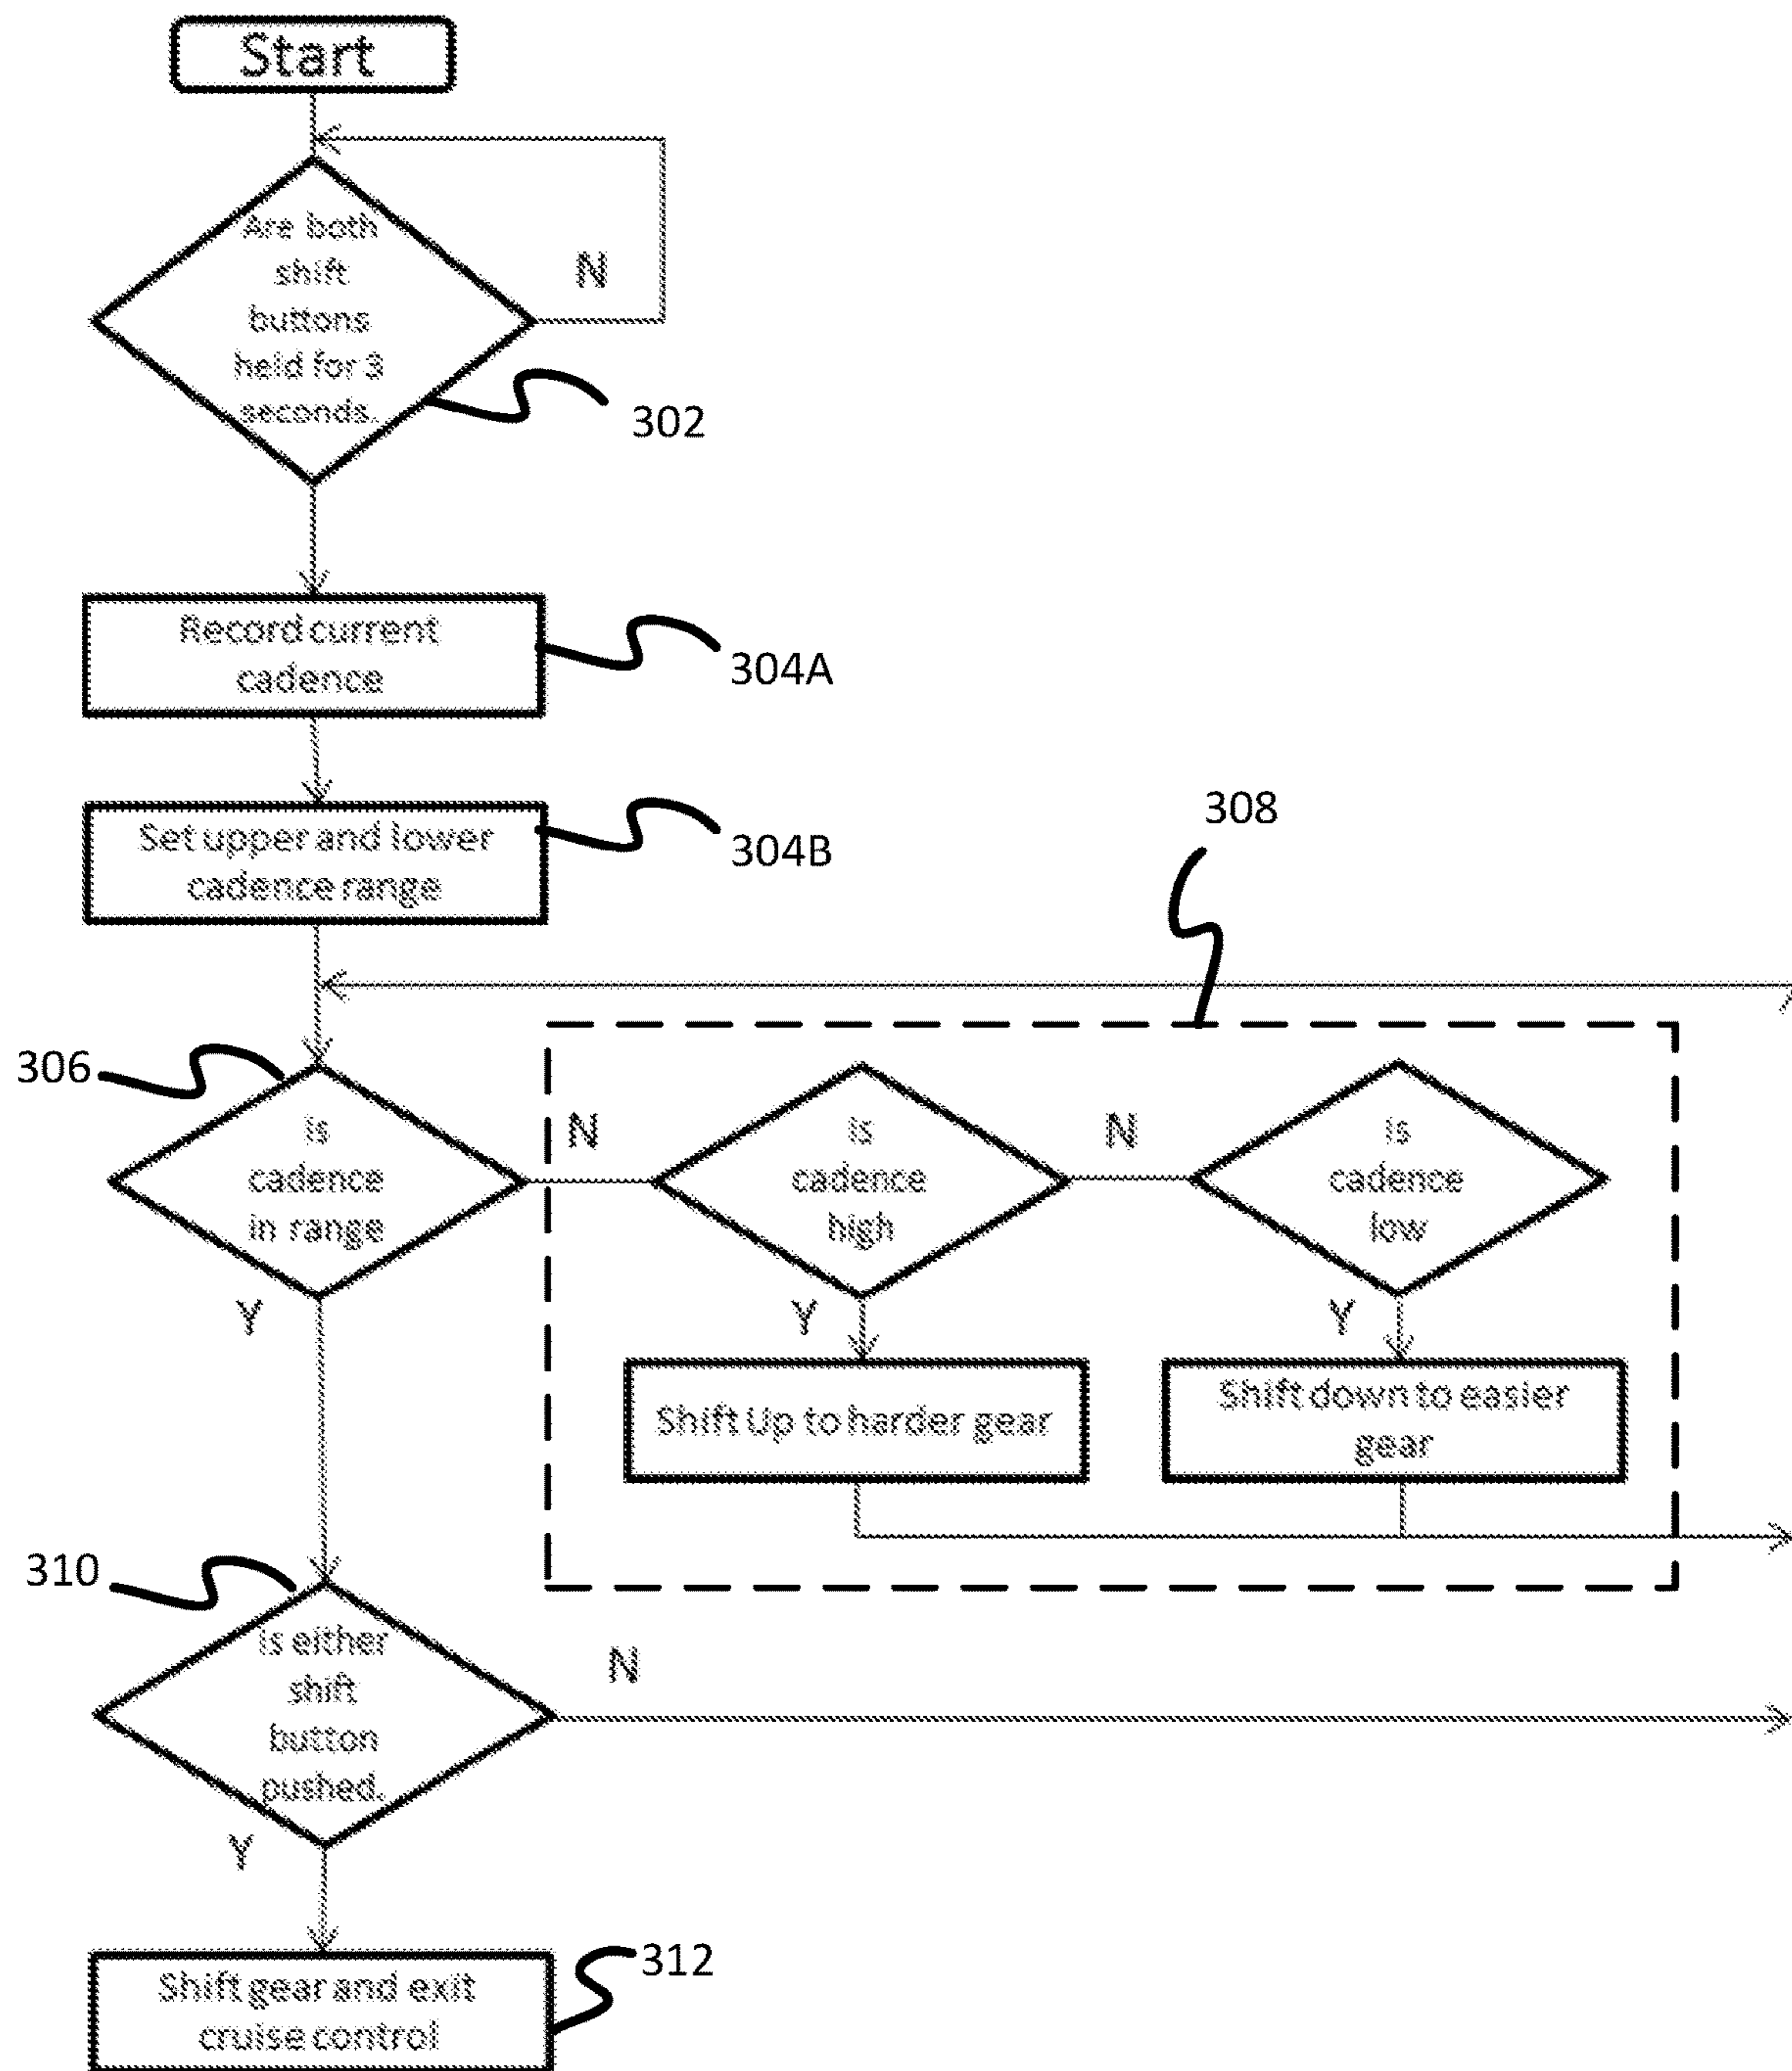 Start
Are both
shift
buttons
held for 3
seconds.
N
302
Record current
cadence
304A
Set upper and lower
cadence range
304B
308
306
is
cadence
in range
N
is
cadence
high
N
is
cadence
low
Y
Y
Y
Shift Up to harder gear
Shift down to easier
gear
310
is either
shift
button
pushed.
N
Y
Shift gear and exit
cruise control
312